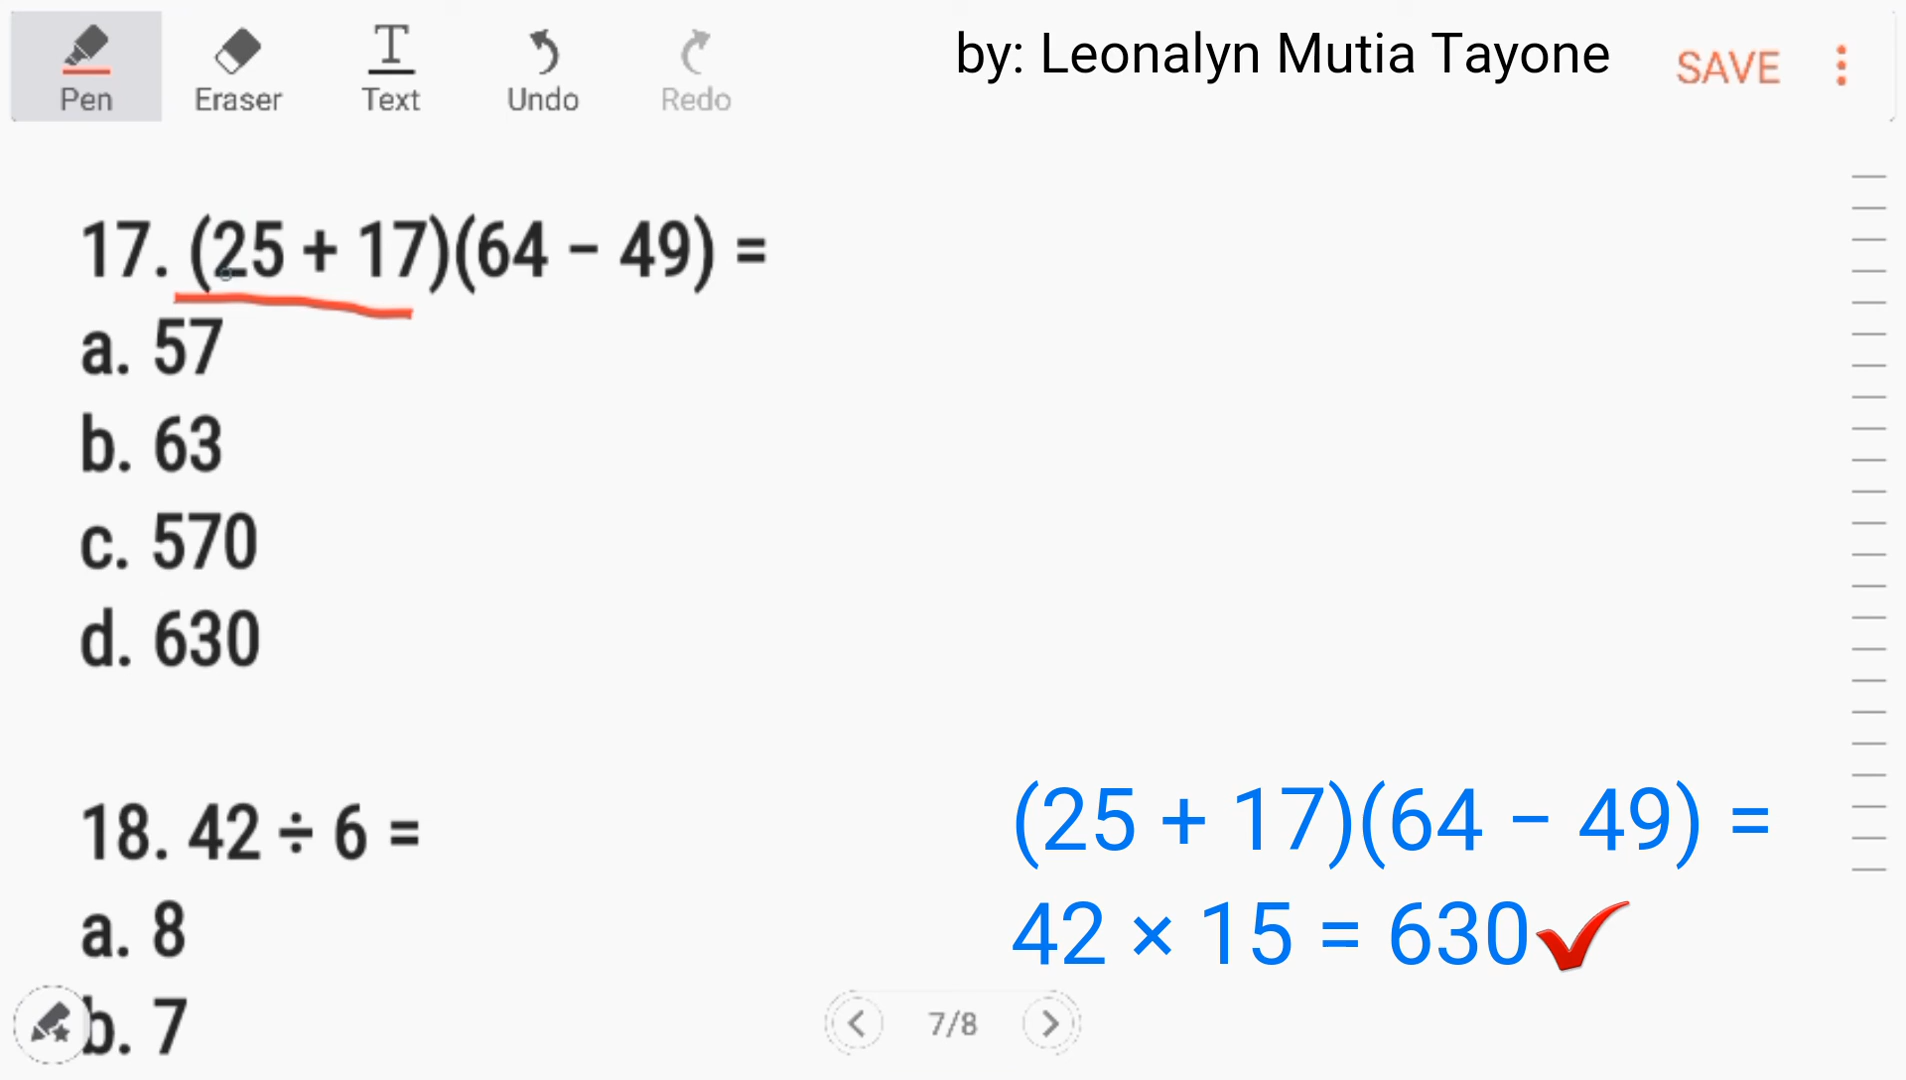 Pen Eraser Text Undo Redo
by: Leonalyn Mutia Tayone
SAVE
17. (25 + 17)(64 − 49) =
a. 57
b. 63
c. 570
d. 630
18. 42 ÷ 6 =
a. 8
b. 7
(25 + 17)(64 − 49) =
42 × 15 = 630
7/8